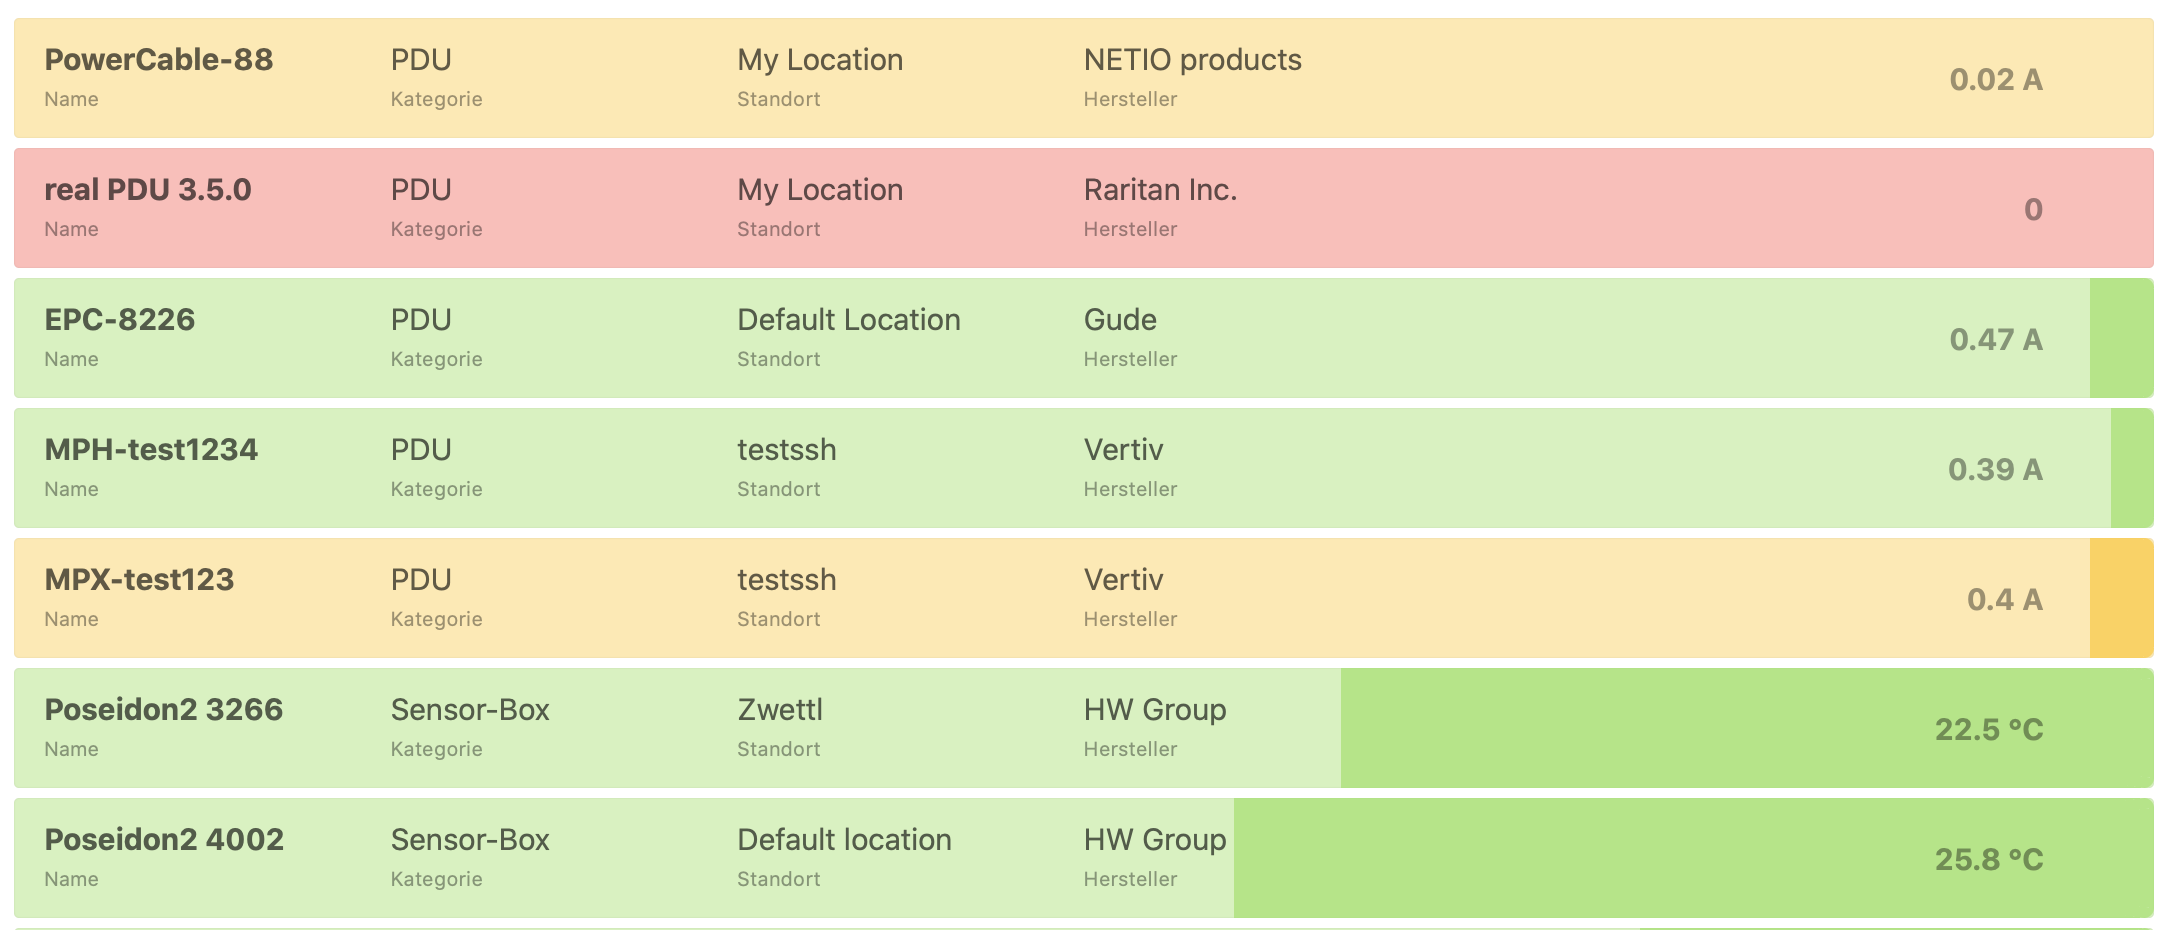 PowerCable-88 PDU My Location NETIO products 0.02 A
Name Kategorie Standort Hersteller
real PDU 3.5.0 PDU My Location Raritan Inc. 0
Name Kategorie Standort Hersteller
EPC-8226 PDU Default Location Gude 0.47 A
Name Kategorie Standort Hersteller
MPH-test1234 PDU testssh Vertiv 0.39 A
Name Kategorie Standort Hersteller
MPX-test123 PDU testssh Vertiv 0.4 A
Name Kategorie Standort Hersteller
Poseidon2 3266 Sensor-Box Zwettl HW Group 22.5 °C
Name Kategorie Standort Hersteller
Poseidon2 4002 Sensor-Box Default location HW Group 25.8 °C
Name Kategorie Standort Hersteller